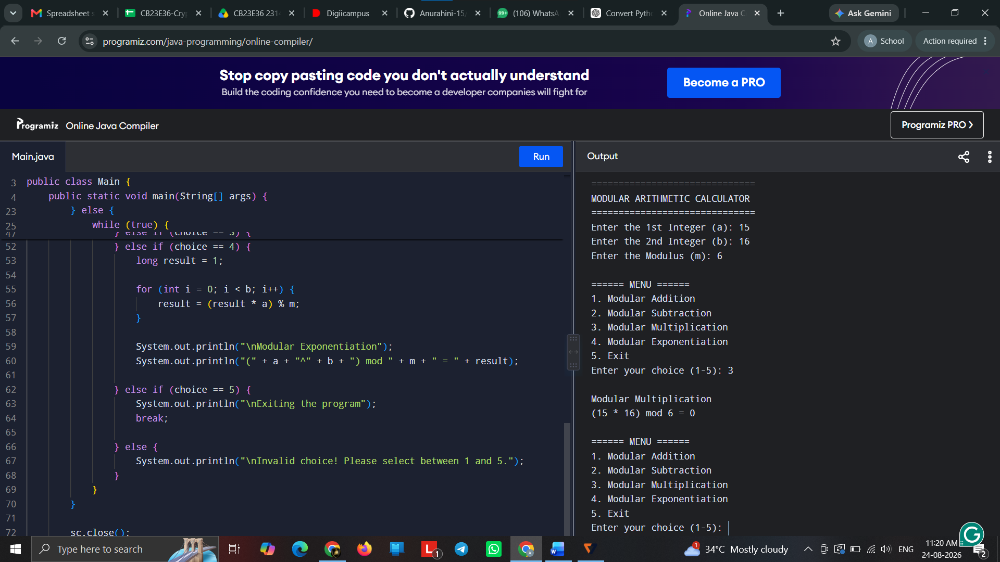 Spreadsheet s
CB23E36-Cryp
CB23E36 231
Digiicampus
Anurahini-15/
99+
(106) WhatsA
Convert Pytho
Online Java C
Ask Gemini
programiz.com/java-programming/online-compiler/
A School
Action required
Stop copy pasting code you don't actually understand
Build the coding confidence you need to become a developer companies will fight for
Become a PRO
Programiz Online Java Compiler
Programiz PRO >
Main.java
Run
3 public class Main {
4 public static void main(String[] args) {
23 } else {
25 while (true) {
47 } else if (choice == 3) {
52 } else if (choice == 4) {
53 long result = 1;
54
55 for (int i = 0; i < b; i++) {
56 result = (result * a) % m;
57 }
58
59 System.out.println("\nModular Exponentiation");
60 System.out.println("(" + a + "^" + b + ") mod " + m + " = " + result);
61
62 } else if (choice == 5) {
63 System.out.println("\nExiting the program");
64 break;
65
66 } else {
67 System.out.println("\nInvalid choice! Please select between 1 and 5.");
68 }
69 }
70 }
71
72 sc.close();
Output
==============================
MODULAR ARITHMETIC CALCULATOR
==============================
Enter the 1st Integer (a): 15
Enter the 2nd Integer (b): 16
Enter the Modulus (m): 6
====== MENU ======
1. Modular Addition
2. Modular Subtraction
3. Modular Multiplication
4. Modular Exponentiation
5. Exit
Enter your choice (1-5): 3
Modular Multiplication
(15 * 16) mod 6 = 0
====== MENU ======
1. Modular Addition
2. Modular Subtraction
3. Modular Multiplication
4. Modular Exponentiation
5. Exit
Enter your choice (1-5):
Type here to search
L 1
1
34°C Mostly cloudy
ENG
11:20 AM
24-08-2026
2